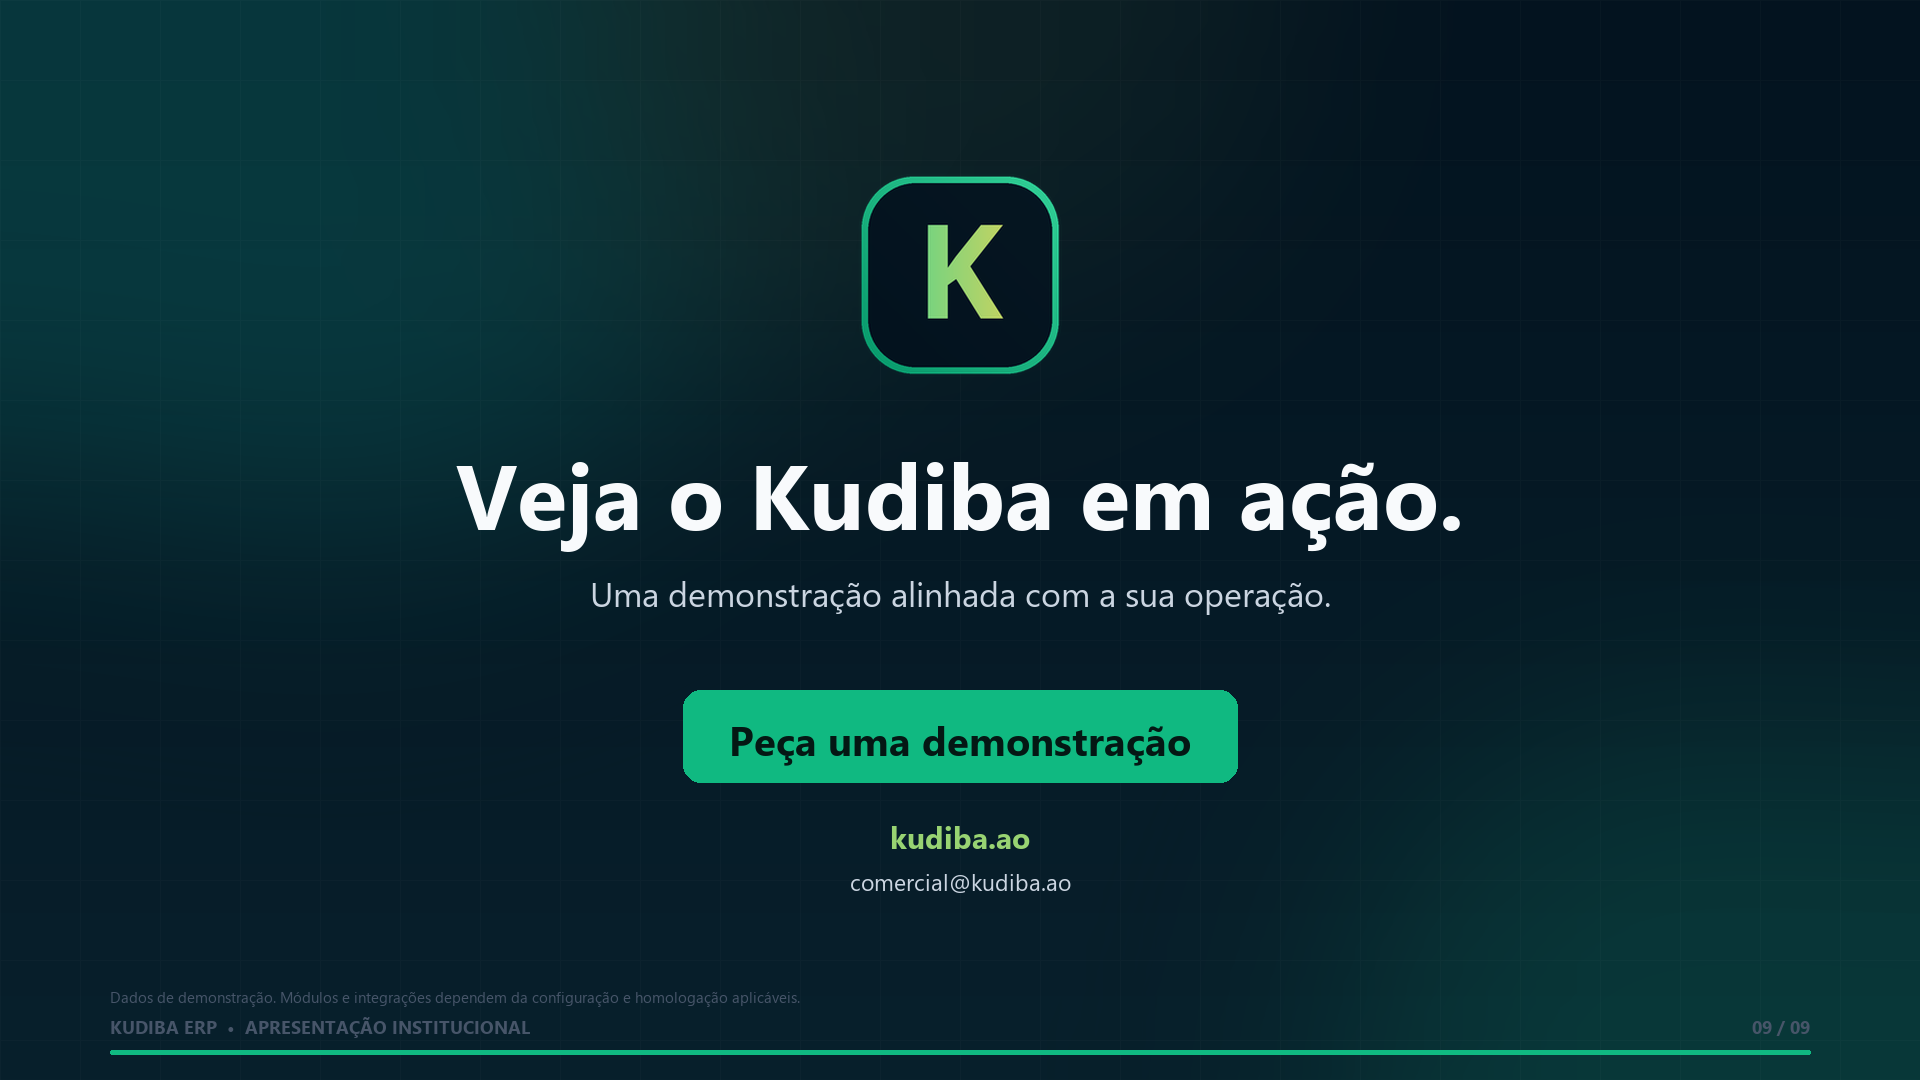 K
Veja o Kudiba em ação.
Uma demonstração alinhada com a sua operação.
Peça uma demonstração
kudiba.ao
comercial@kudiba.ao
Dados de demonstração. Módulos e integrações dependem da configuração e homologação aplicáveis.
KUDIBA ERP • APRESENTAÇÃO INSTITUCIONAL
09 / 09